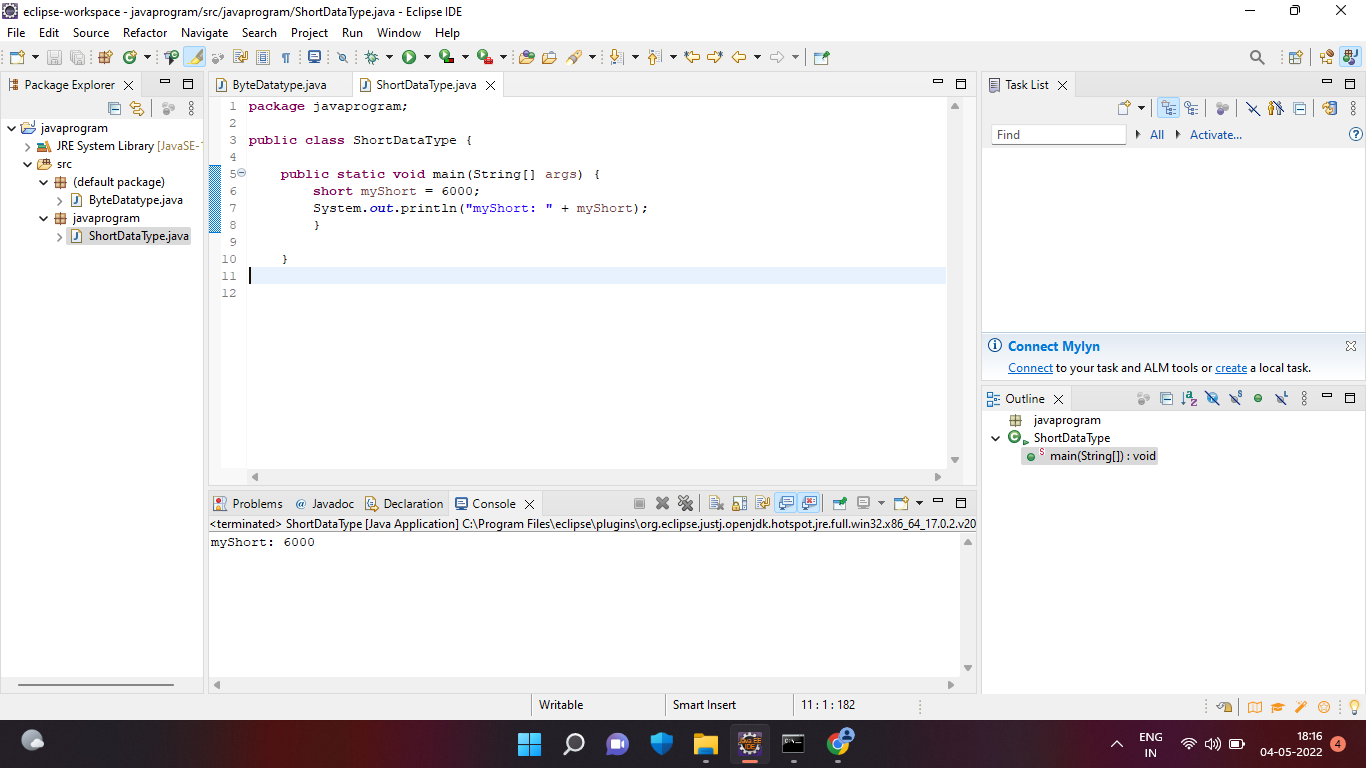 eclipse-workspace - javaprogram/src/javaprogram/ShortDataType.java - Eclipse IDE
File Edit Source Refactor Navigate Search Project Run Window Help
Package Explorer
javaprogram
JRE System Library [JavaSE-1
src
(default package)
ByteDatatype.java
javaprogram
ShortDataType.java
ByteDatatype.java ShortDataType.java
1 package javaprogram;
2
3 public class ShortDataType {
4
5 public static void main(String[] args) {
6 short myShort = 6000;
7 System.out.println("myShort: " + myShort);
8 }
9
10 }
11
12
Problems @ Javadoc Declaration Console
<terminated> ShortDataType [Java Application] C:\Program Files\eclipse\plugins\org.eclipse.justj.openjdk.hotspot.jre.full.win32.x86_64_17.0.2.v20
myShort: 6000
Task List
Find All Activate...
Connect Mylyn
Connect to your task and ALM tools or create a local task.
Outline
javaprogram
ShortDataType
main(String[]) : void
Writable Smart Insert 11 : 1 : 182
ENG
IN
18:16
04-05-2022
4